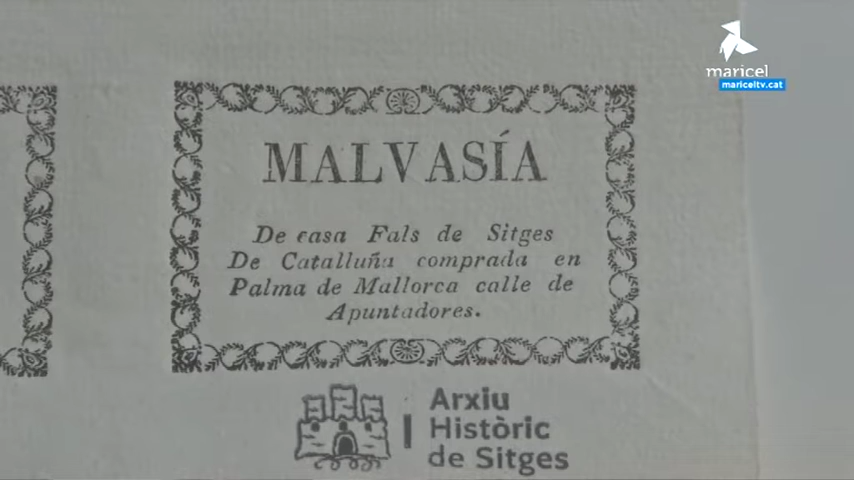 maricel
mariceltv.cat
MALVASÍA
De casa Fals de Sitges
De Catalluña comprada en
Palma de Mallorca calle de
Apuntadores.
Arxiu
Històric
de Sitges